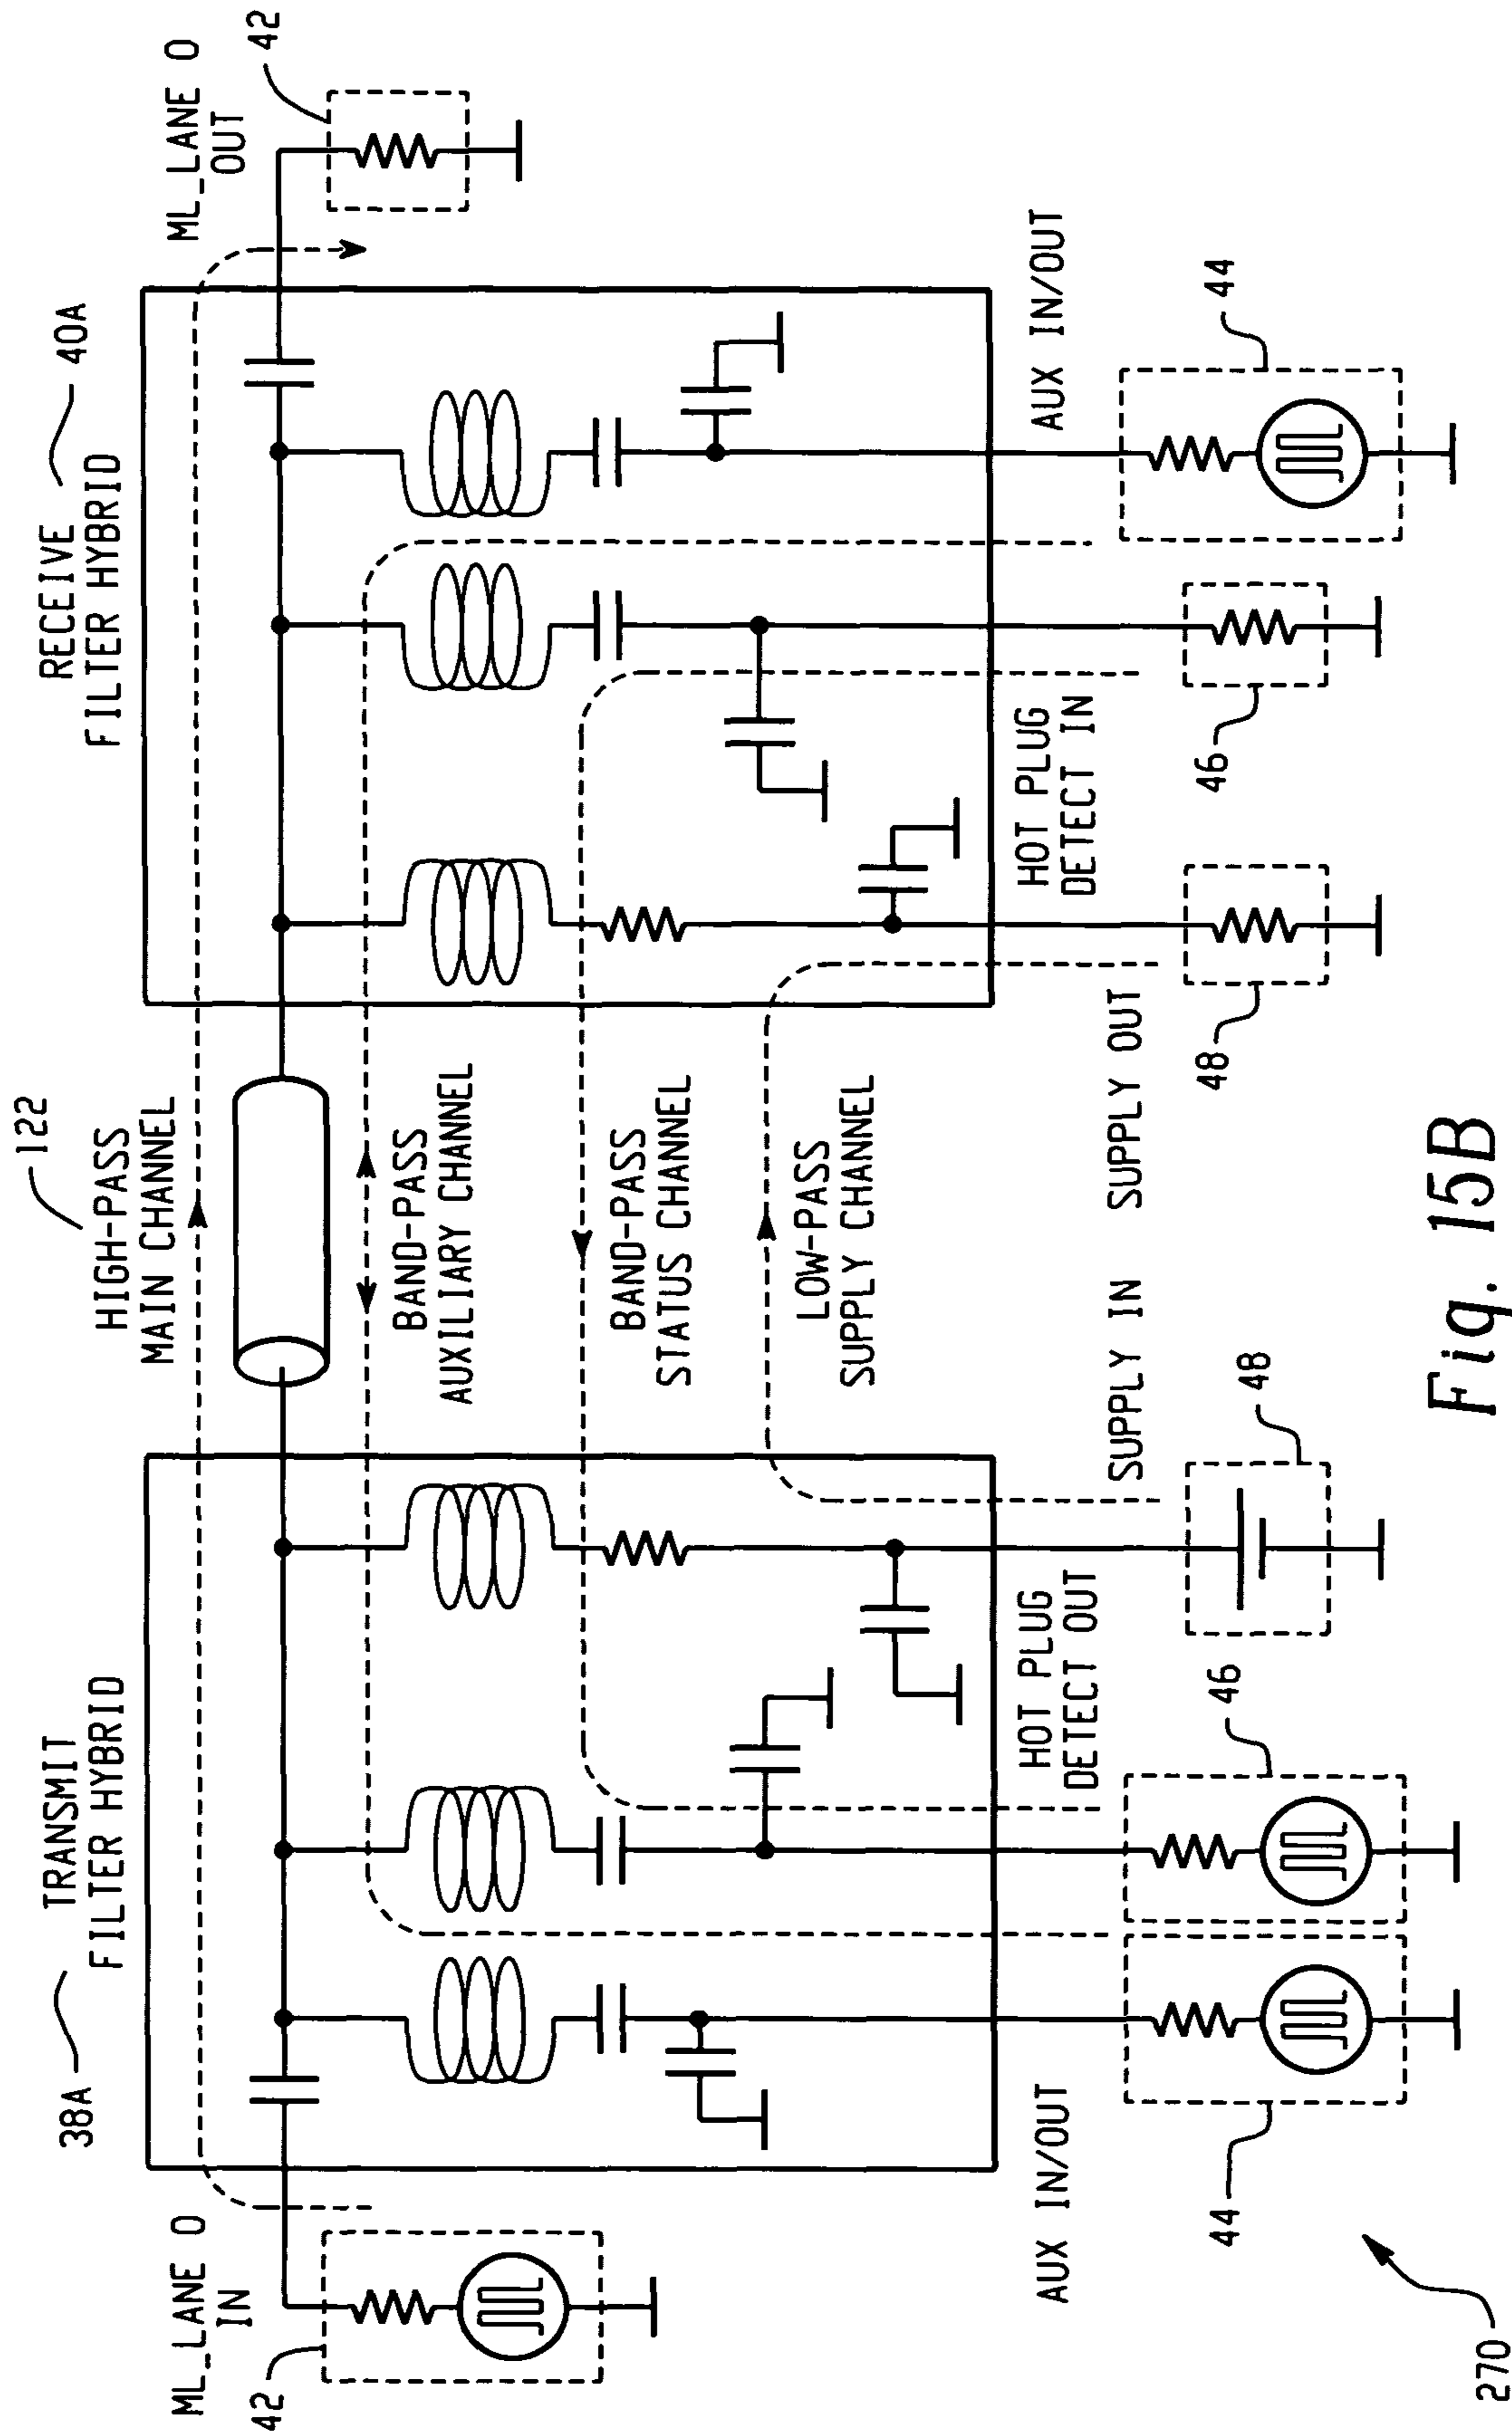 38A
TRANSMIT
FILTER HYBRID
122
RECEIVE
FILTER HYBRID
40A
HIGH-PASS
MAIN CHANNEL
ML_LANE 0
IN
42
ML_LANE 0
OUT
42
BAND-PASS
AUXILIARY CHANNEL
BAND-PASS
STATUS CHANNEL
LOW-PASS
SUPPLY CHANNEL
AUX IN/OUT
44
HOT PLUG
DETECT OUT
46
SUPPLY IN
48
SUPPLY OUT
48
HOT PLUG
DETECT IN
46
AUX IN/OUT
44
270
Fig. 15B